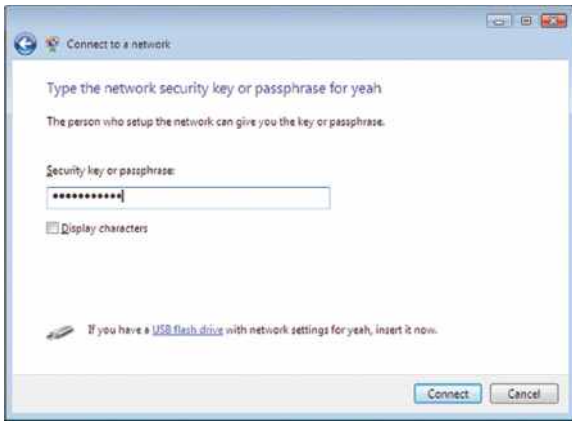 Connect to a network
Type the network security key or passphrase for yeah
The person who setup the network can give you the key or passphrase.
Security key or passphrase:
•••••••••••
Display characters
If you have a USB flash drive with network settings for yeah, insert it now.
Connect Cancel